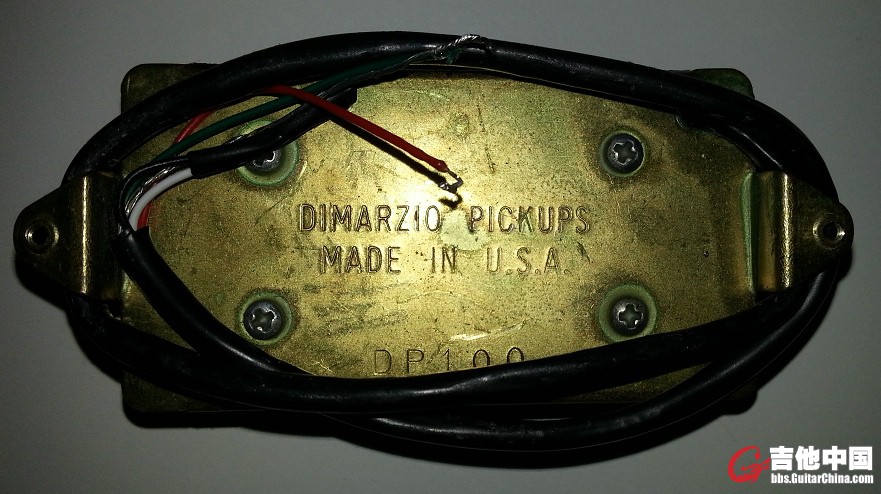 DIMARZIO PICKUPS
MADE IN U.S.A.
DP100
吉他中国
bbs.GuitarChina.com